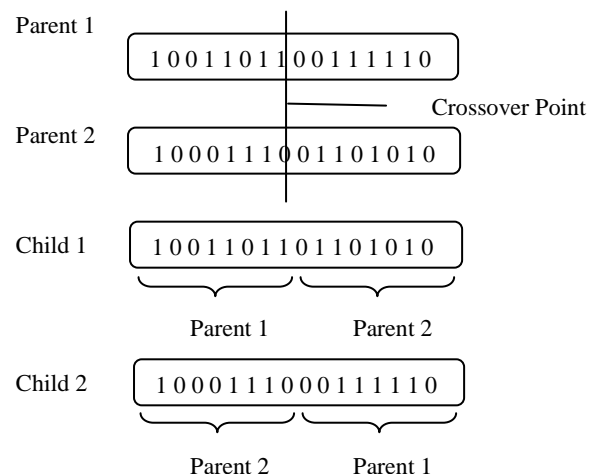 Parent 1
1 0 0 1 1 0 1 1 0 0 1 1 1 1 1 0
Crossover Point
Parent 2
1 0 0 0 1 1 1 0 0 1 1 0 1 0 1 0
Child 1
1 0 0 1 1 0 1 1 0 1 1 0 1 0 1 0
Parent 1 Parent 2
Child 2
1 0 0 0 1 1 1 0 0 0 1 1 1 1 1 0
Parent 2 Parent 1